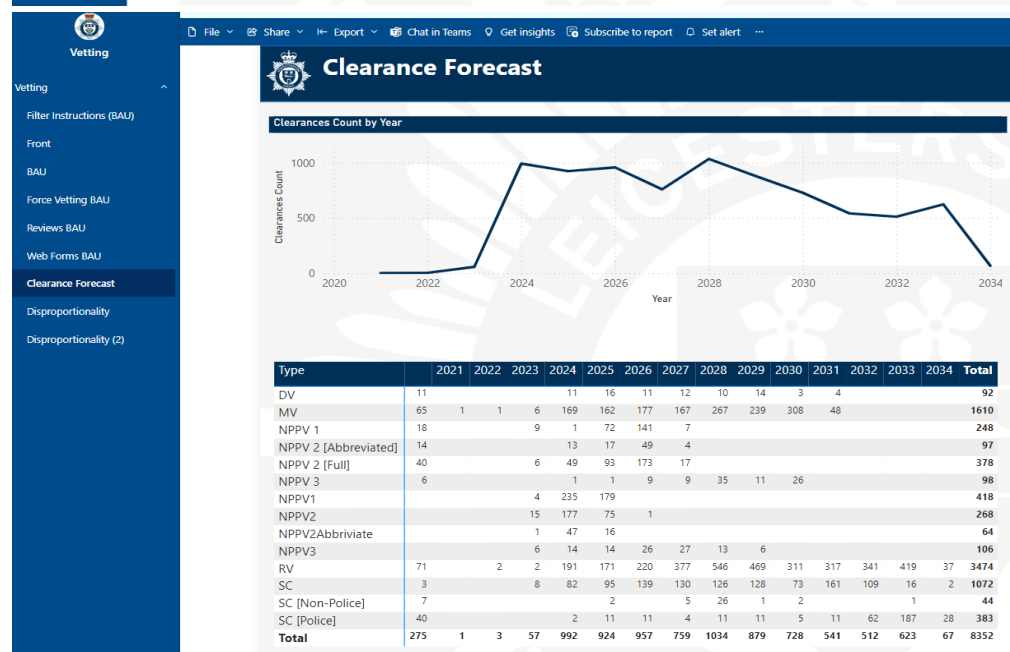 Vetting
File Share Export Chat in Teams Get insights Subscribe to report Set alert ...
Vetting
Filter Instructions (BAU)
Front
BAU
Force Vetting BAU
Reviews BAU
Web Forms BAU
Clearance Forecast
Disproportionality
Disproportionality (2)
Clearance Forecast
Clearances Count by Year
Clearances Count
1000
500
0
2020 2022 2024 2026 2028 2030 2032 2034
Year
Type 2021 2022 2023 2024 2025 2026 2027 2028 2029 2030 2031 2032 2033 2034 Total
DV 11 11 16 11 12 10 14 3 4 92
MV 65 1 1 6 169 162 177 167 267 239 308 48 1610
NPPV 1 18 9 1 72 141 7 248
NPPV 2 [Abbreviated] 14 13 17 49 4 97
NPPV 2 [Full] 40 6 49 93 173 17 378
NPPV 3 6 1 1 9 9 35 11 26 98
NPPV1 4 235 179 418
NPPV2 15 177 75 1 268
NPPV2Abbriviate 1 47 16 64
NPPV3 6 14 14 26 27 13 6 106
RV 71 2 2 191 171 220 377 546 469 311 317 341 419 37 3474
SC 3 8 82 95 139 130 126 128 73 161 109 16 2 1072
SC [Non-Police] 7 2 5 26 1 2 1 44
SC [Police] 40 2 11 11 4 11 11 5 11 62 187 28 383
Total 275 1 3 57 992 924 957 759 1034 879 728 541 512 623 67 8352
LEICESTERS